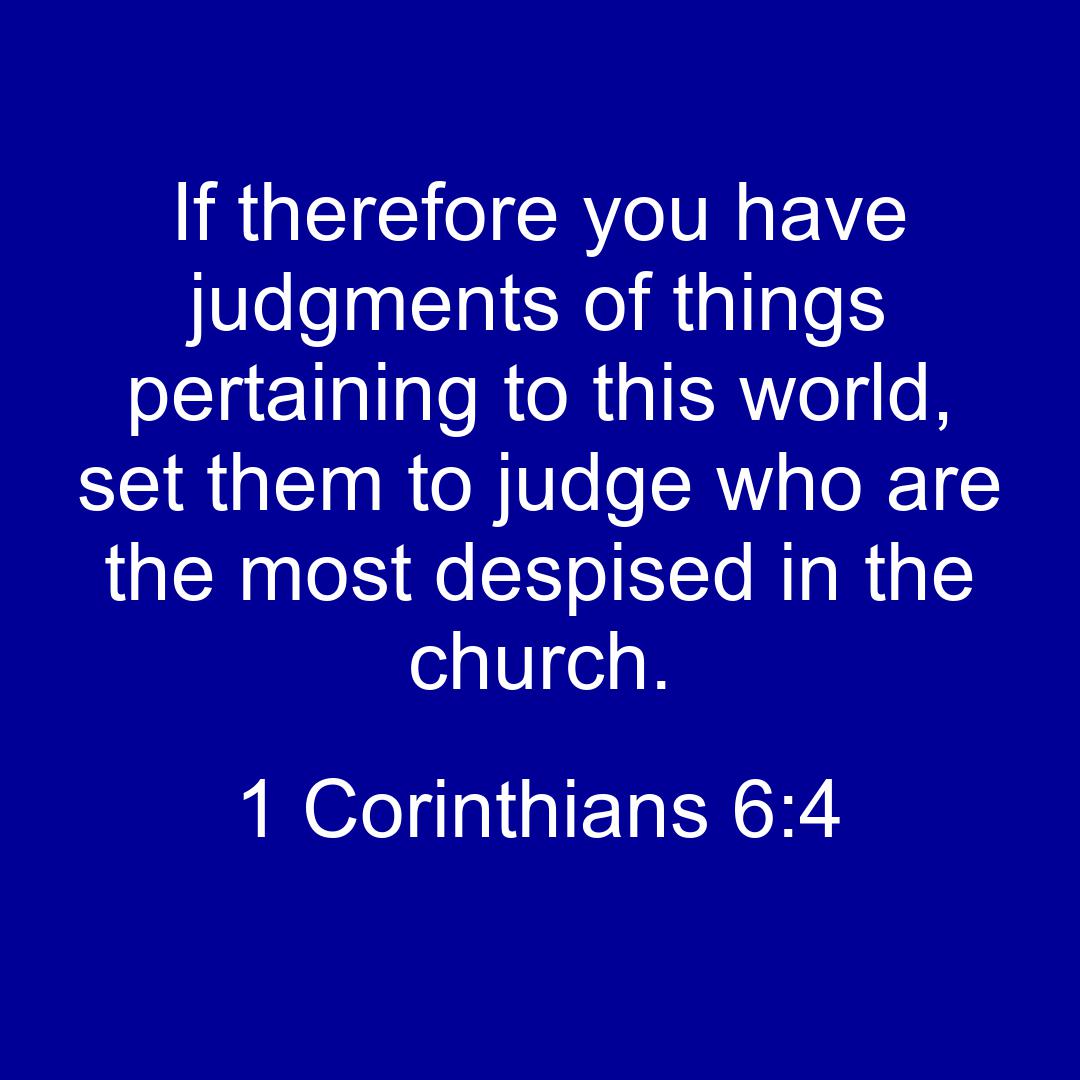 If therefore you have
judgments of things
pertaining to this world,
set them to judge who are
the most despised in the
church.
1 Corinthians 6:4